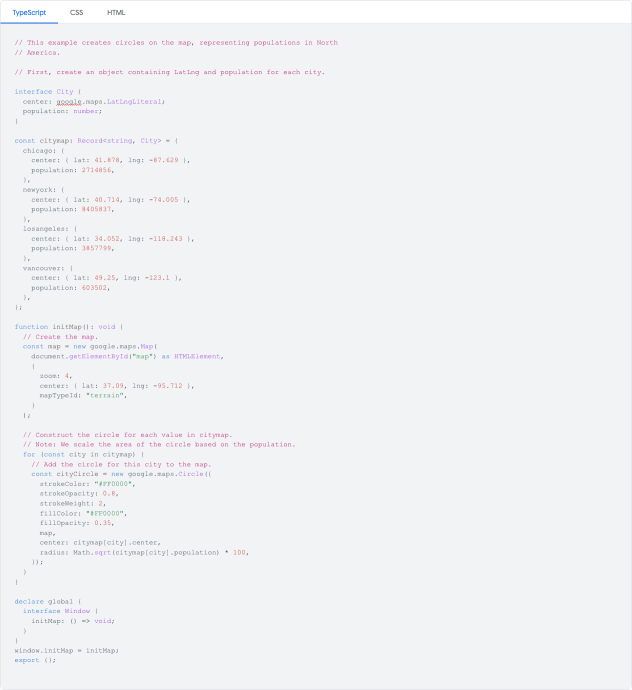 TypeScript CSS HTML
// This example creates circles on the map, representing populations in North
// America.
// First, create an object containing LatLng and population for each city.
interface City {
center: google.maps.LatLngLiteral;
population: number;
}
const citymap: Record<string, City> = {
chicago: {
center: { lat: 41.878, lng: -87.629 },
population: 2714856,
},
newyork: {
center: { lat: 40.714, lng: -74.005 },
population: 8405837,
},
losangeles: {
center: { lat: 34.052, lng: -118.243 },
population: 3857799,
},
vancouver: {
center: { lat: 49.25, lng: -123.1 },
population: 603502,
},
};
function initMap(): void {
// Create the map.
const map = new google.maps.Map(
document.getElementById("map") as HTMLElement,
{
zoom: 4,
center: { lat: 37.09, lng: -95.712 },
mapTypeId: "terrain",
}
);
// Construct the circle for each value in citymap.
// Note: We scale the area of the circle based on the population.
for (const city in citymap) {
// Add the circle for this city to the map.
const cityCircle = new google.maps.Circle({
strokeColor: "#FF0000",
strokeOpacity: 0.8,
strokeWeight: 2,
fillColor: "#FF0000",
fillOpacity: 0.35,
map,
center: citymap[city].center,
radius: Math.sqrt(citymap[city].population) * 100,
});
}
}
declare global {
interface Window {
initMap: () => void;
}
}
window.initMap = initMap;
export {};